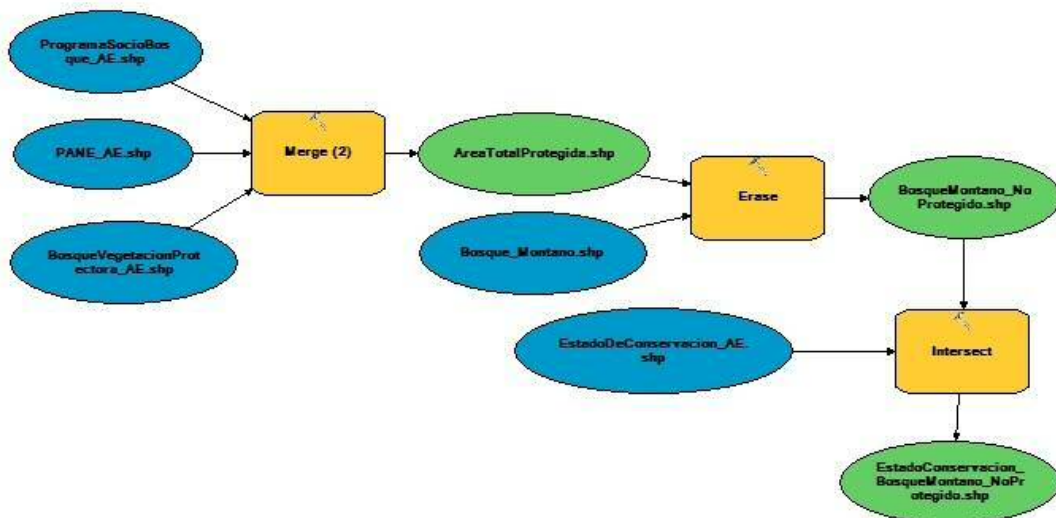 ProgramaSocioBos
que_AE.shp
PANE_AE.shp
BosqueVegetacionProt
ectora_AE.shp
Merge (2)
AreaTotalProtegida.shp
Bosque_Montano.shp
Erase
BosqueMontano_No
Protegido.shp
EstadoDeConservacion_AE.
shp
Intersect
EstadoConservacion_
BosqueMontano_NoPr
otegido.shp